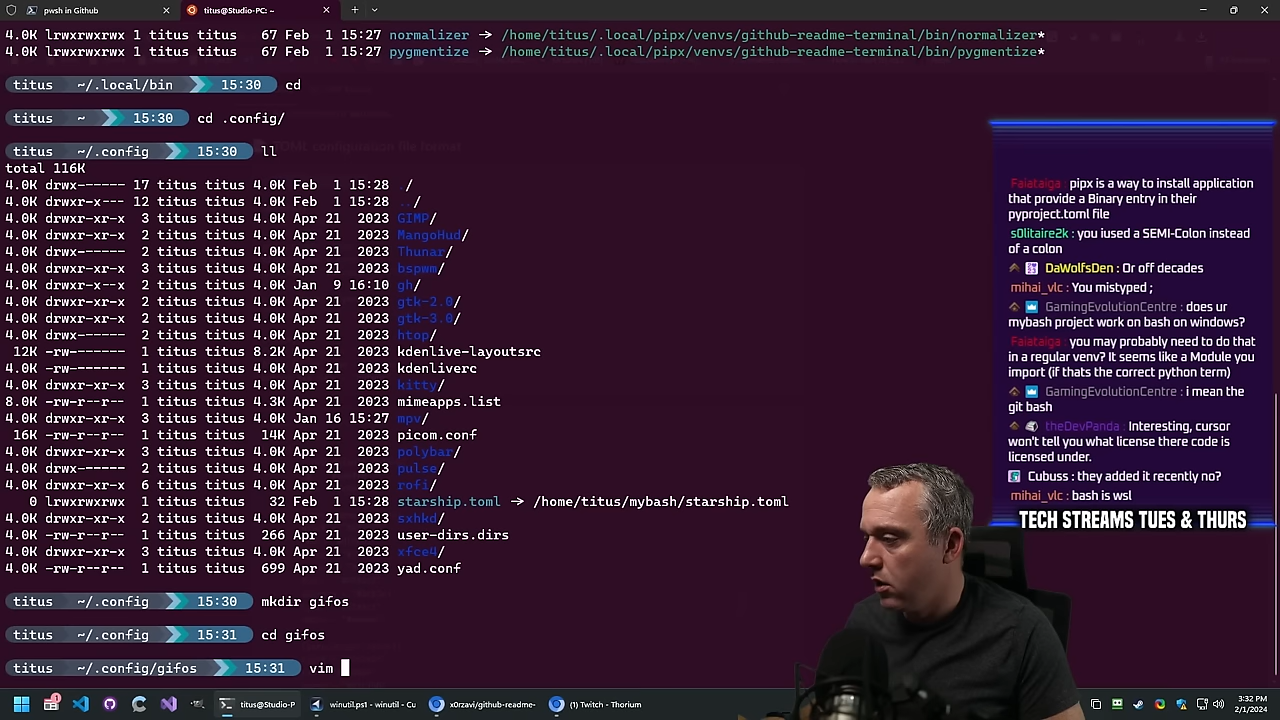 pwsh in Github
titus@Studio-PC: ~
4.0K lrwxrwxrwx 1 titus titus   67 Feb  1 15:27 normalizer -> /home/titus/.local/pipx/venvs/github-readme-terminal/bin/normalizer*
4.0K lrwxrwxrwx 1 titus titus   67 Feb  1 15:27 pygmentize -> /home/titus/.local/pipx/venvs/github-readme-terminal/bin/pygmentize*
titus ~/.local/bin 15:30 cd
titus ~ 15:30 cd .config/
titus ~/.config 15:30 ll
total 116K
4.0K drwx------ 17 titus titus 4.0K Feb  1 15:28 ./
4.0K drwxr-x--- 12 titus titus 4.0K Feb  1 15:28 ../
4.0K drwxr-xr-x  3 titus titus 4.0K Apr 21  2023 GIMP/
4.0K drwxr-xr-x  2 titus titus 4.0K Apr 21  2023 MangoHud/
4.0K drwx------  2 titus titus 4.0K Apr 21  2023 Thunar/
4.0K drwxr-xr-x  3 titus titus 4.0K Apr 21  2023 bspwm/
4.0K drwxr-x--x  2 titus titus 4.0K Jan  9 16:10 gh/
4.0K drwxr-xr-x  2 titus titus 4.0K Apr 21  2023 gtk-2.0/
4.0K drwxr-xr-x  2 titus titus 4.0K Apr 21  2023 gtk-3.0/
4.0K drwx------  2 titus titus 4.0K Apr 21  2023 htop/
 12K -rw-------  1 titus titus 8.2K Apr 21  2023 kdenlive-layoutsrc
4.0K -rw-------  1 titus titus 1.4K Apr 21  2023 kdenliverc
4.0K drwxr-xr-x  3 titus titus 4.0K Apr 21  2023 kitty/
8.0K -rw-r--r--  1 titus titus 4.3K Apr 21  2023 mimeapps.list
4.0K drwxr-xr-x  3 titus titus 4.0K Jan 16 15:27 mpv/
 16K -rw-r--r--  1 titus titus  14K Apr 21  2023 picom.conf
4.0K drwxr-xr-x  3 titus titus 4.0K Apr 21  2023 polybar/
4.0K drwx------  2 titus titus 4.0K Apr 21  2023 pulse/
4.0K drwxr-xr-x  6 titus titus 4.0K Apr 21  2023 rofi/
   0 lrwxrwxrwx  1 titus titus   32 Feb  1 15:28 starship.toml -> /home/titus/mybash/starship.toml
4.0K drwxr-xr-x  2 titus titus 4.0K Apr 21  2023 sxhkd/
4.0K -rw-r--r--  1 titus titus  266 Apr 21  2023 user-dirs.dirs
4.0K drwxr-xr-x  3 titus titus 4.0K Apr 21  2023 xfce4/
4.0K -rw-r--r--  1 titus titus  699 Apr 21  2023 yad.conf
titus ~/.config 15:30 mkdir gifos
titus ~/.config 15:31 cd gifos
titus ~/.config/gifos 15:31 vim
Faiataiga : pipx is a way to install application
that provide a Binary entry in their
pyproject.toml file
s0litaire2k : you iused a SEMI-Colon instead
of a colon
DaWolfsDen : Or off decades
mihai_vlc : You mistyped ;
GamingEvolutionCentre : does ur
mybash project work on bash on windows?
Faiataiga : you may probably need to do that
in a regular venv? It seems like a Module you
import (if thats the correct python term)
GamingEvolutionCentre : i mean the
git bash
theDevPanda : Interesting, cursor
won't tell you what license there code is
licensed under.
Cubuss : they added it recently no?
mihai_vlc : bash is wsl
TECH STREAMS TUES & THURS
titus@Studio-P
winutil.ps1 - winutil - Cu
x0rzavi/github-readme-
(1) Twitch - Thorium
3:32 PM
2/1/2024